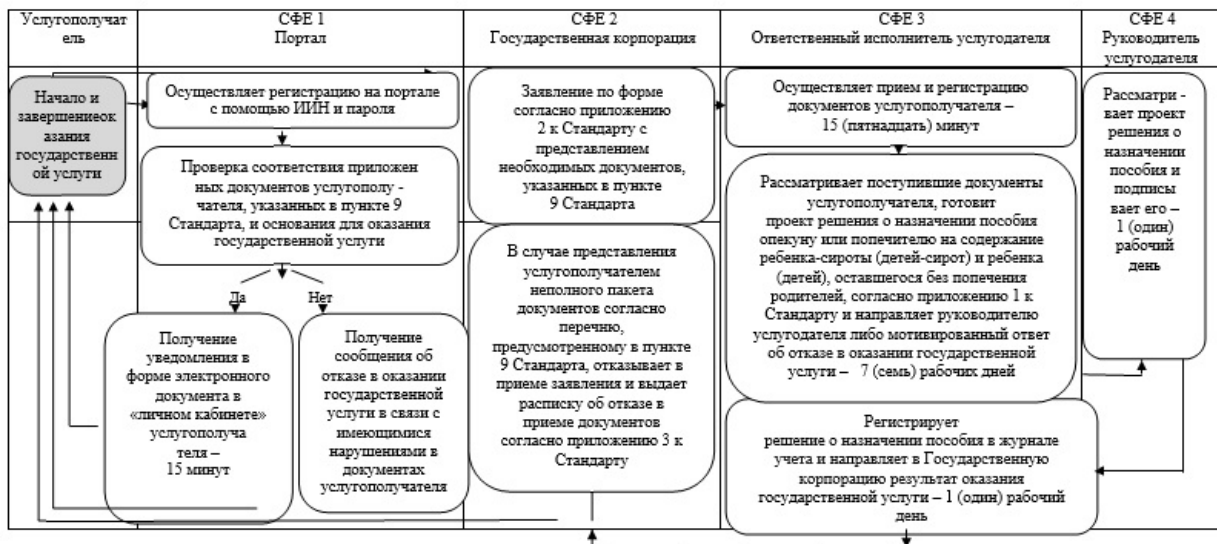 Услугополучат
ель
СФЕ 1
Портал
СФЕ 2
Государственная корпорация
СФЕ 3
Ответственный исполнитель услугодателя
СФЕ 4
Руководитель
услугодателя
Начало и
завершениеок
азания
государственн
ой услуги
Осуществляет регистрацию на портале
с помощью ИИН и пароля
Проверка соответствия приложен
ных документов услугополу -
чателя, указанных в пункте 9
Стандарта, и основания для оказания
государственной услуги
Да
Нет
Получение
уведомления в
форме электронного
документа в
«личном кабинете»
услугополуча
теля –
15 минут
Получение
сообщения об
отказе в оказании
государственной
услуги в связи с
имеющимися
нарушениями в
документах
услугополучателя
Заявление по форме
согласно приложению
2 к Стандарту с
представлением
необходимых документов,
указанных в пункте
9 Стандарта
В случае представления
услугополучателем
неполного пакета
документов согласно
перечню,
предусмотренному в пункте
9 Стандарта, отказывает в
приеме заявления и выдает
расписку об отказе в
приеме документов
согласно приложению 3 к
Стандарту
Осуществляет прием и регистрацию
документов услугополучателя –
15 (пятнадцать) минут
Рассматривает поступившие документы
услугополучателя, готовит
проект решения о назначении пособия
опекуну или попечителю на содержание
ребенка-сироты (детей-сирот) и ребенка
(детей), оставшегося без попечения
родителей, согласно приложению 1 к
Стандарту и направляет руководителю
услугодателя либо мотивированный ответ
об отказе в оказании государственной
услуги – 7 (семь) рабочих дней
Регистрирует
решение о назначении пособия в журнале
учета и направляет в Государственную
корпорацию результат оказания
государственной услуги – 1 (один) рабочий
день
Рассматри - 
вает проект
решения о
назначении
пособия и
подписы
вает его –
1 (один)
рабочий
день